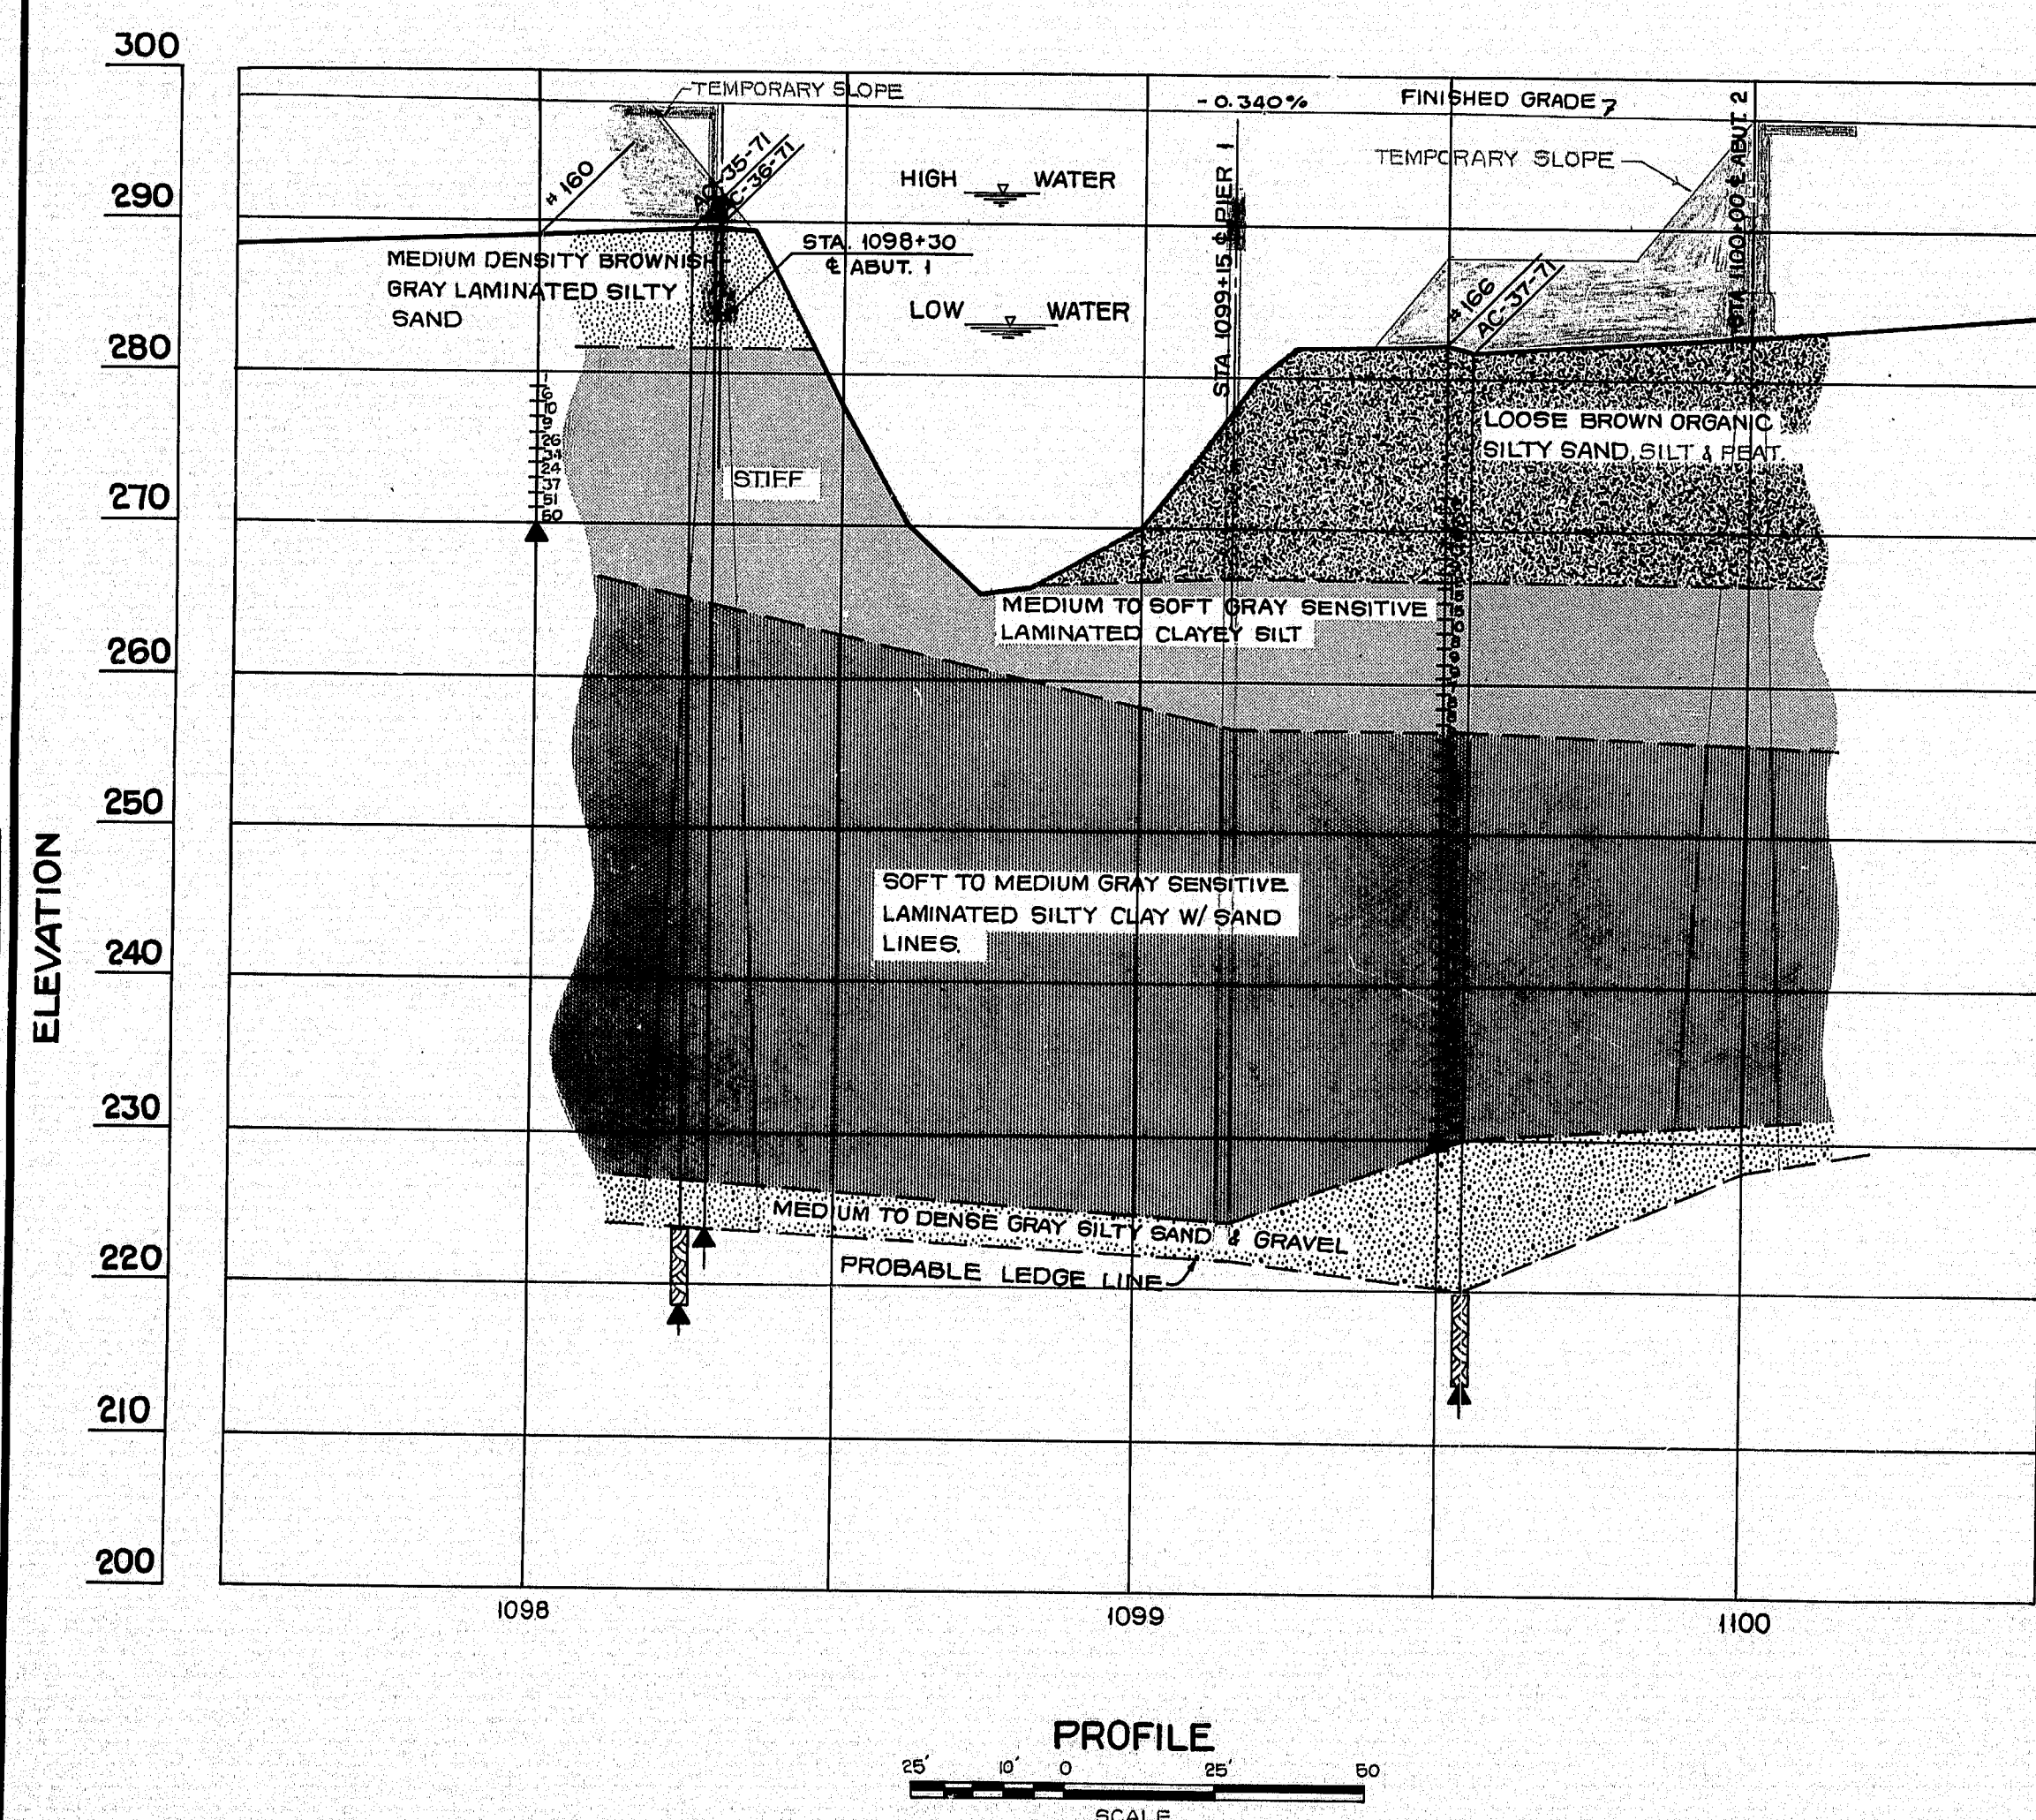 300
TEMPORARY SLOPE
- 0.340%
FINISHED GRADE
TEMPORARY SLOPE
# 160
AC-35-71
AC-36-71
HIGH WATER
290
STA. 1098+30
℄ ABUT. 1
MEDIUM DENSITY BROWNISH
GRAY LAMINATED SILTY
SAND
LOW WATER
STA. 1099+15 ℄ PIER 1
#166
AC-37-71
STA. 1100+00 ℄ ABUT. 2
280
1
6
10
9
26
31
24
37
51
60
LOOSE BROWN ORGANIC
SILTY SAND, SILT & PEAT.
STIFF
270
MEDIUM TO SOFT GRAY SENSITIVE
LAMINATED CLAYEY SILT
260
250
ELEVATION
SOFT TO MEDIUM GRAY SENSITIVE
LAMINATED SILTY CLAY W/ SAND
LINES.
240
230
MEDIUM TO DENSE GRAY SILTY SAND & GRAVEL
220
PROBABLE LEDGE LINE
210
200
1098
1099
1100
PROFILE
25' 10' 0 25' 50
SCALE